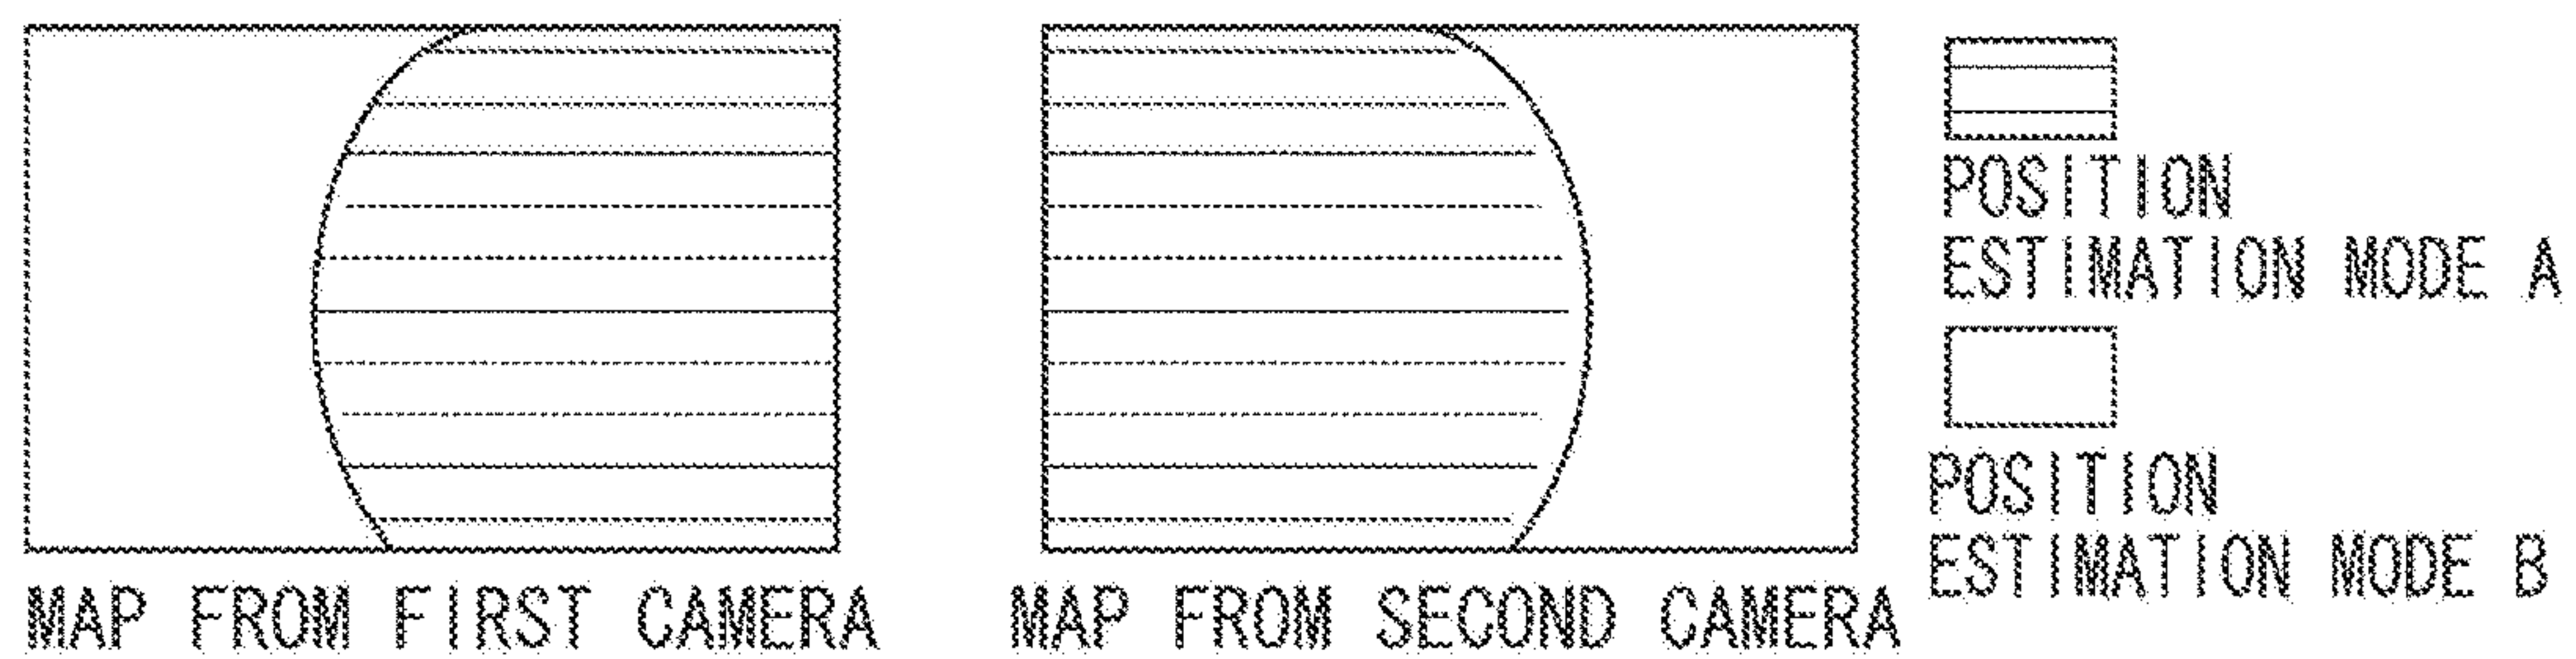 MAP FROM FIRST CAMERA
MAP FROM SECOND CAMERA
POSITION
ESTIMATION MODE A
POSITION
ESTIMATION MODE B